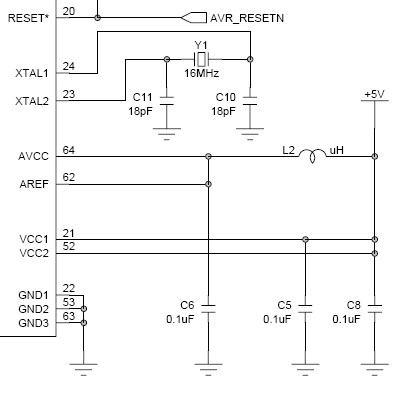 RESET* 20 AVR_RESETN
XTAL1 24
Y1
16MHz
XTAL2 23
C11
18pF
C10
18pF
+5V
AVCC 64
L2 uH
AREF 62
VCC1 21
VCC2 52
GND1 22
GND2 53
GND3 63
C6
0.1uF
C5
0.1uF
C8
0.1uF